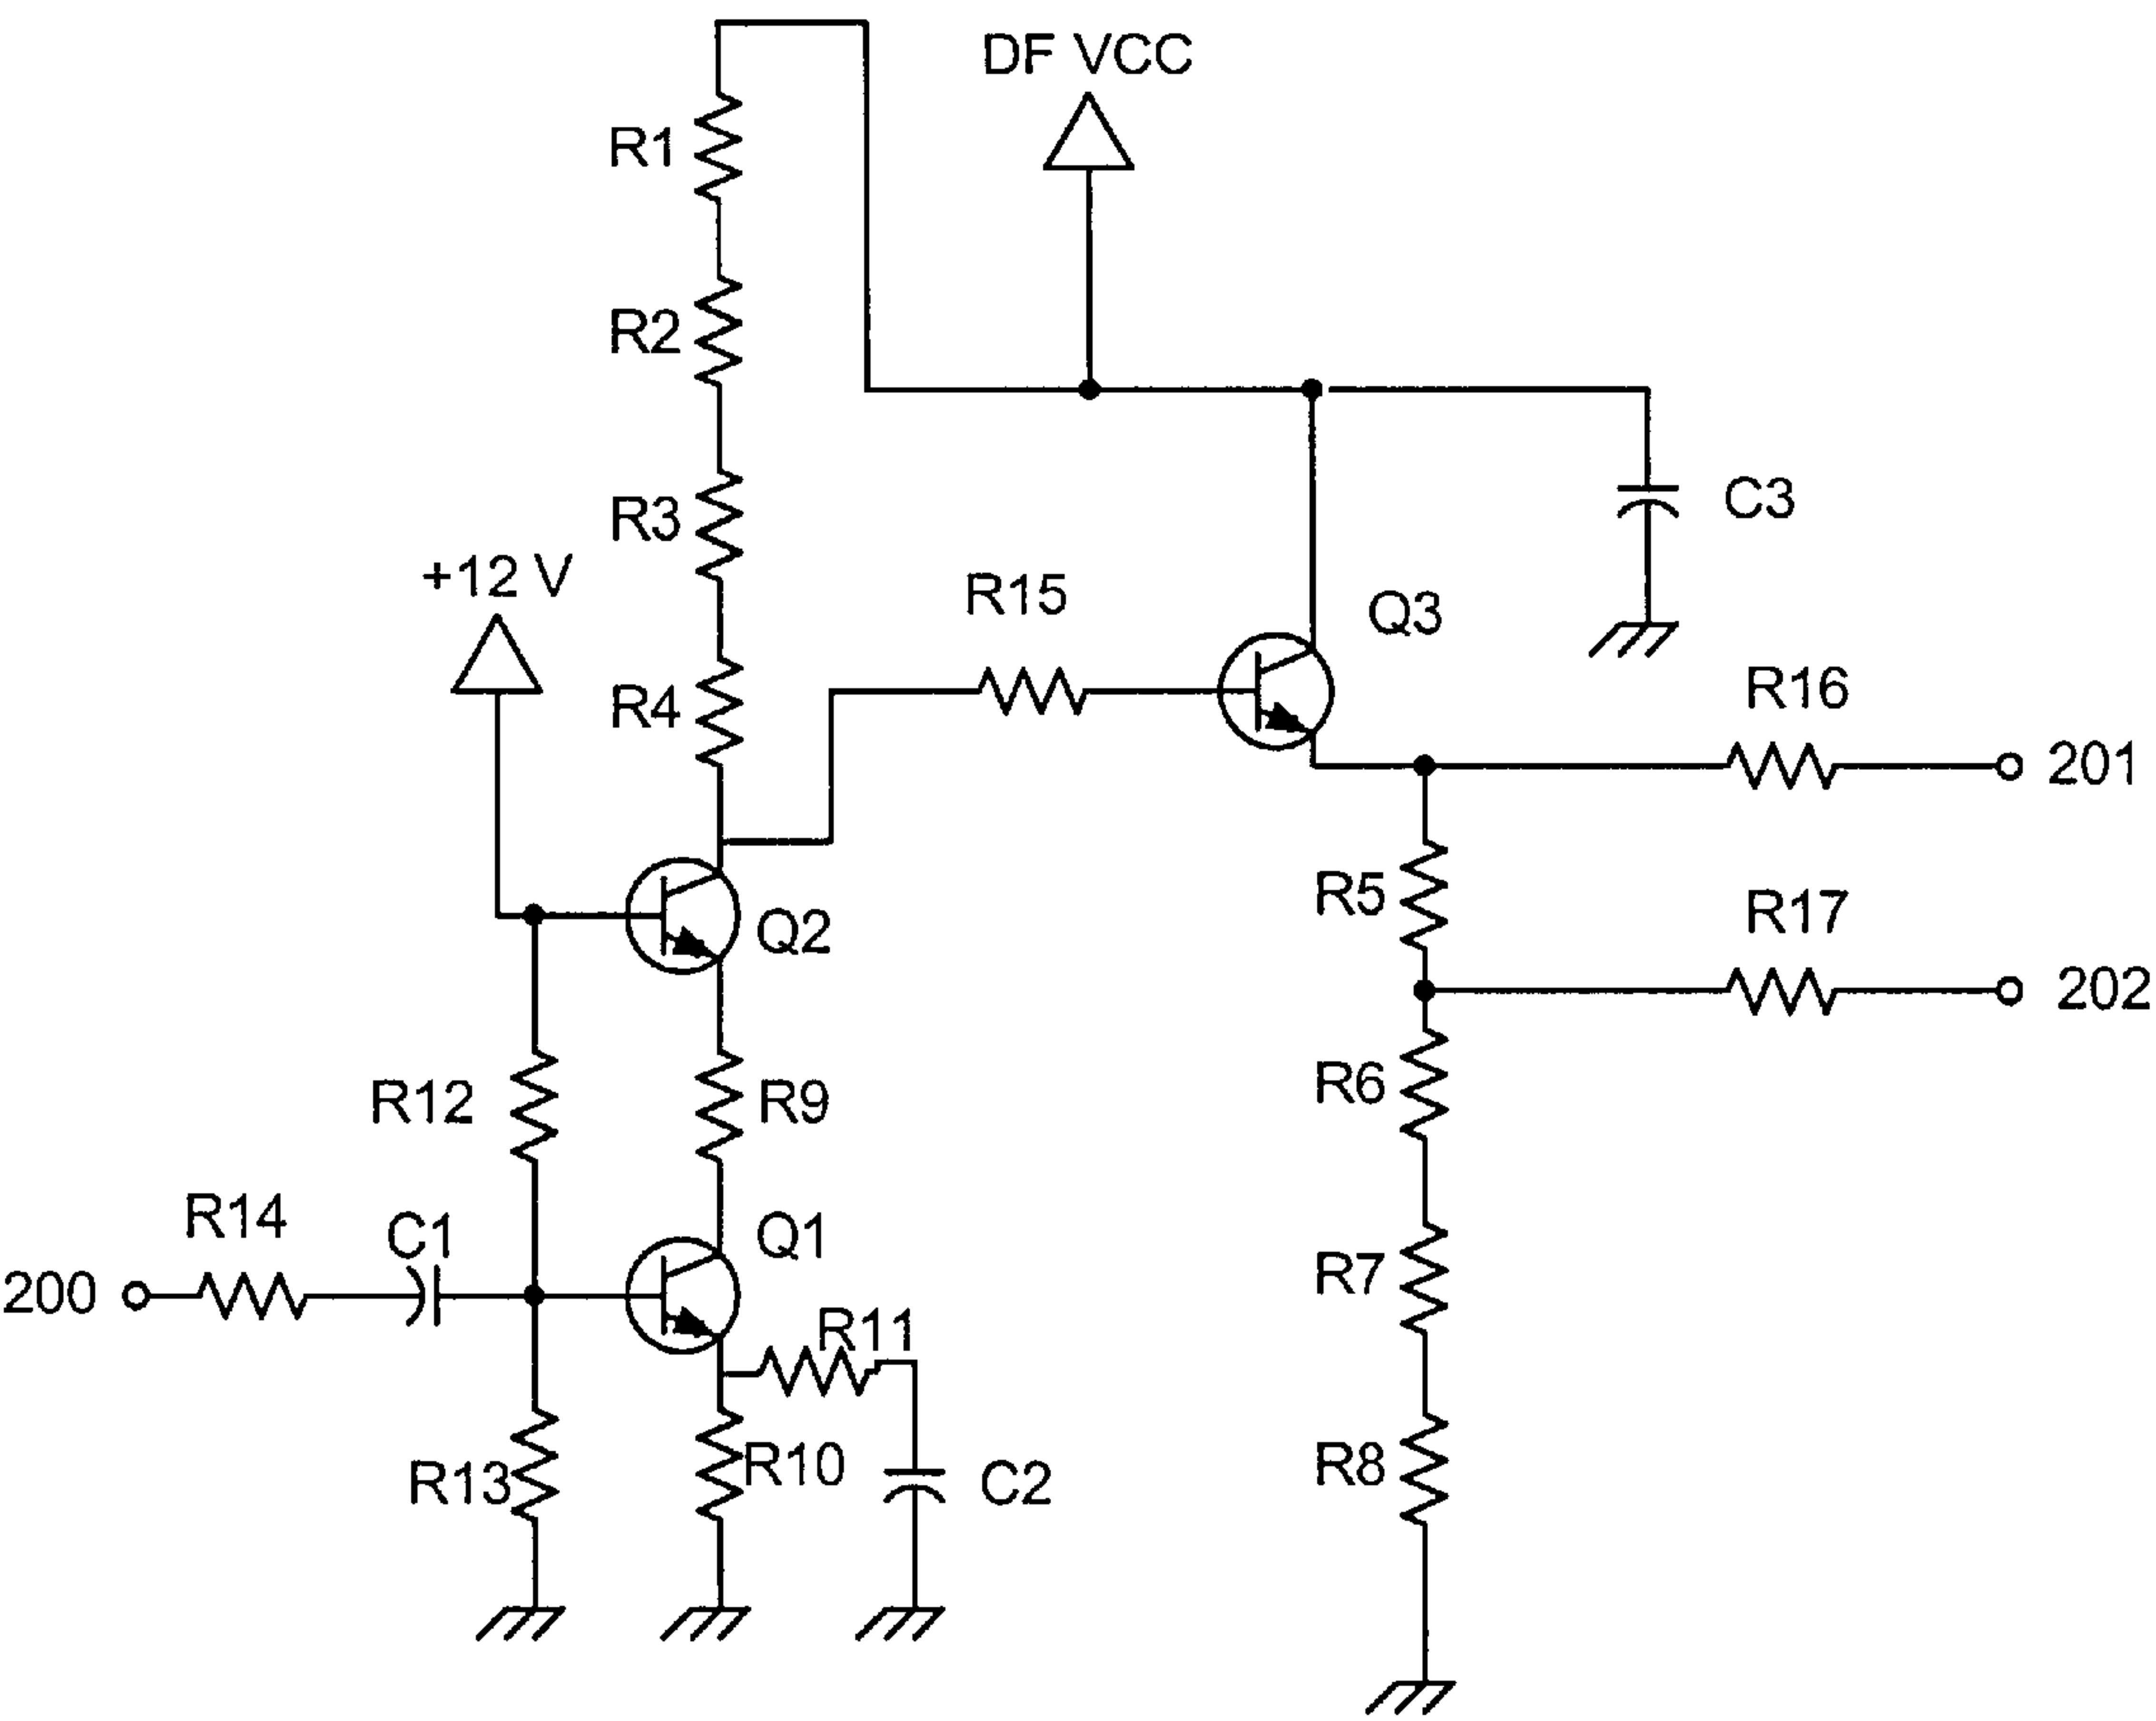 DF VCC
R1
R2
R3
C3
+12 V
R15
Q3
R4
R16
201
R5
R17
Q2
202
R12
R9
R6
R14
C1
Q1
R7
200
R11
R13
R10
C2
R8